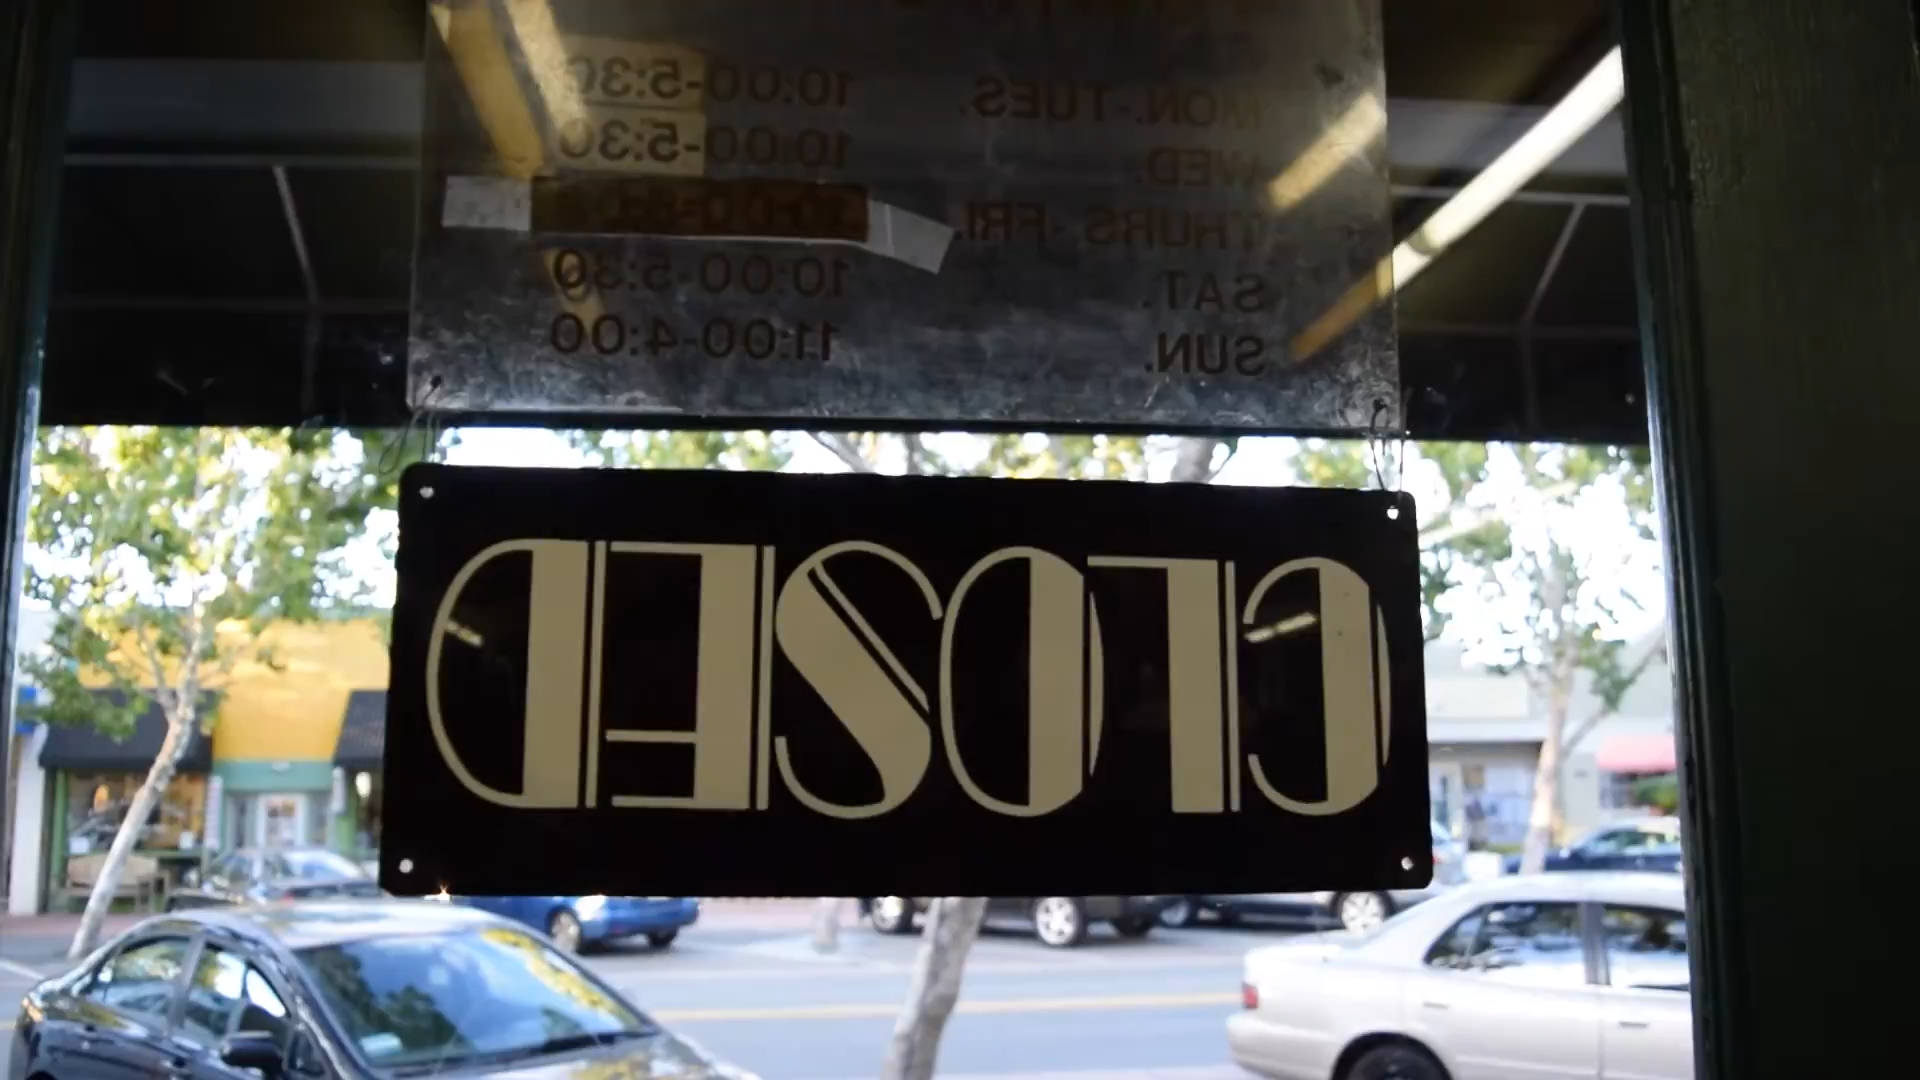 MON. TUES. 10:00-5:30
WED. 10:00-5:30
THURS FRI.
SAT. 10:00-5:30
SUN. 11:00-4:00
CLOSED